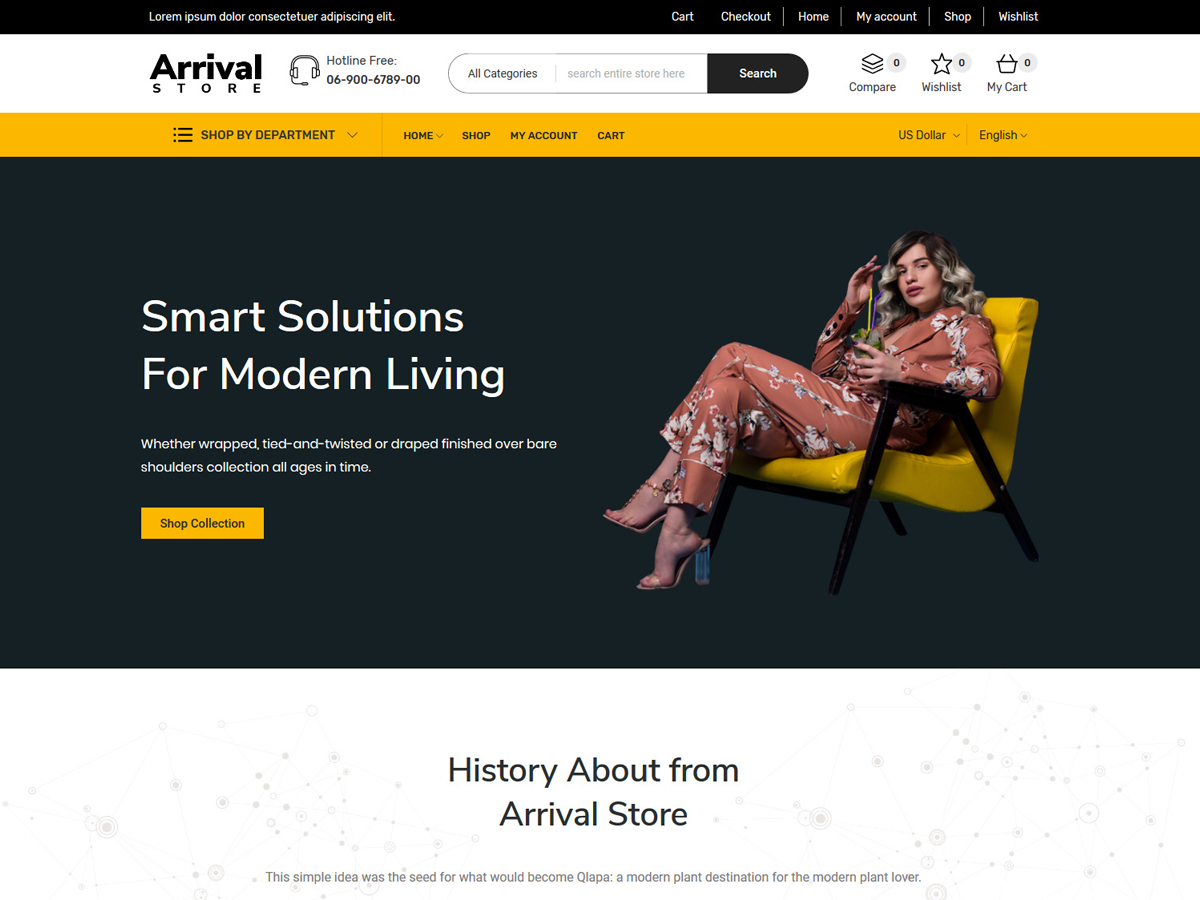 Lorem ipsum dolor consectetuer adipiscing elit.
Cart Checkout Home My account Shop Wishlist
Arrival
STORE
Hotline Free:
06-900-6789-00
All Categories
search entire store here
Search
0
Compare
0
Wishlist
0
My Cart
SHOP BY DEPARTMENT
HOME SHOP MY ACCOUNT CART
US Dollar English
Smart Solutions
For Modern Living
Whether wrapped, tied-and-twisted or draped finished over bare
shoulders collection all ages in time.
Shop Collection
History About from
Arrival Store
This simple idea was the seed for what would become Qlapa: a modern plant destination for the modern plant lover.